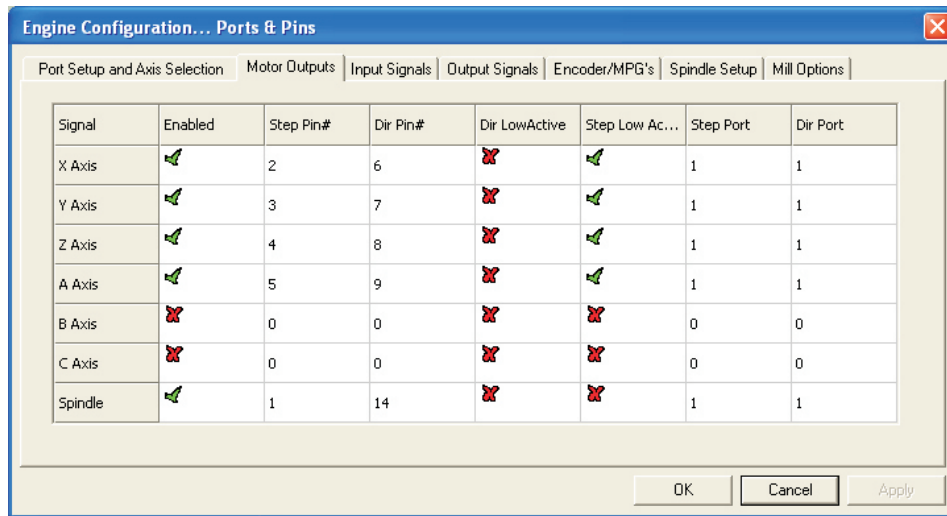 Engine Configuration... Ports & Pins
Port Setup and Axis Selection Motor Outputs Input Signals Output Signals Encoder/MPG's Spindle Setup Mill Options
Signal Enabled Step Pin# Dir Pin# Dir LowActive Step Low Ac... Step Port Dir Port
X Axis 2 6 1 1
Y Axis 3 7 1 1
Z Axis 4 8 1 1
A Axis 5 9 1 1
B Axis 0 0 0 0
C Axis 0 0 0 0
Spindle 1 14 1 1
OK Cancel Apply